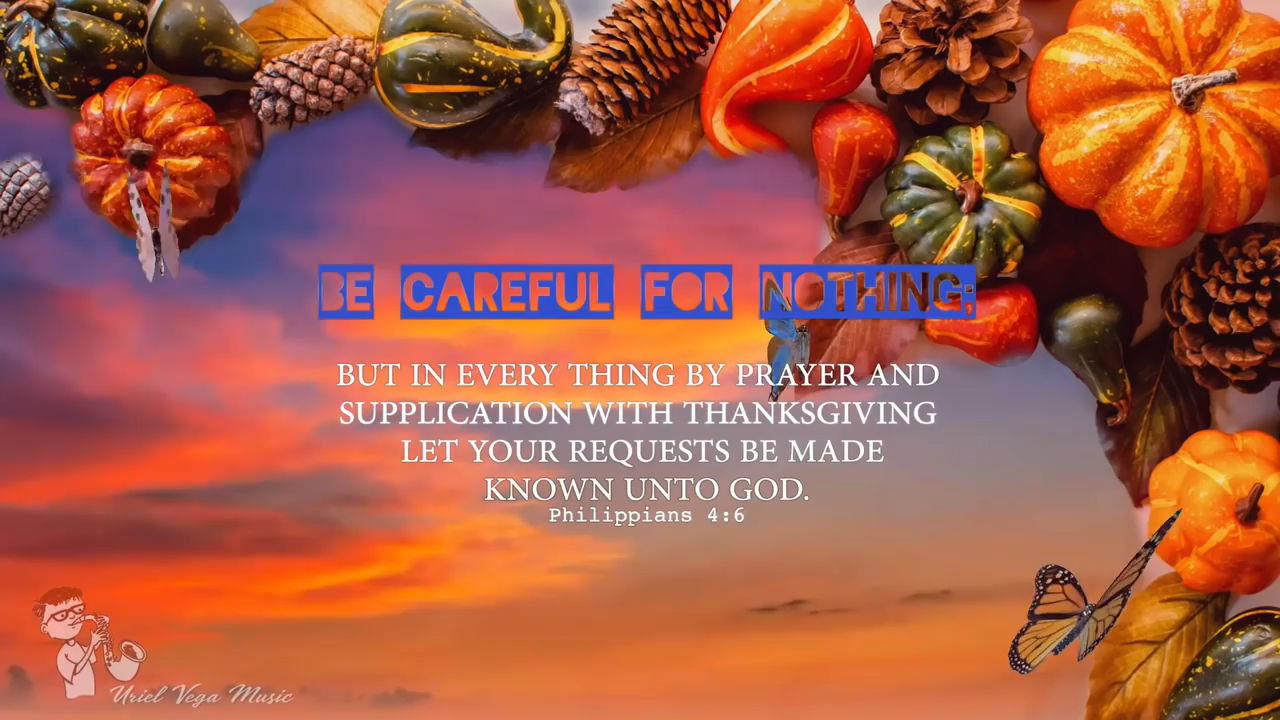 BE CAREFUL FOR NOTHING;
BUT IN EVERY THING BY PRAYER AND
SUPPLICATION WITH THANKSGIVING
LET YOUR REQUESTS BE MADE
KNOWN UNTO GOD.
Philippians 4:6
Uriel Vega Music